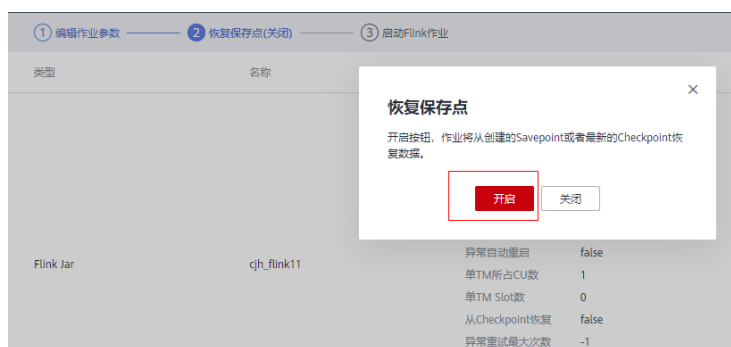 1 编辑作业参数 2 恢复保存点(关闭) 3 启动Flink作业
类型 名称
恢复保存点
开启按钮，作业将从创建的Savepoint或者最新的Checkpoint恢
复数据。
开启 关闭
异常自动重启 false
Flink Jar cjh_flink11
单TM所占CU数 1
单TM Slot数 0
从Checkpoint恢复 false
异常重试最大次数 -1